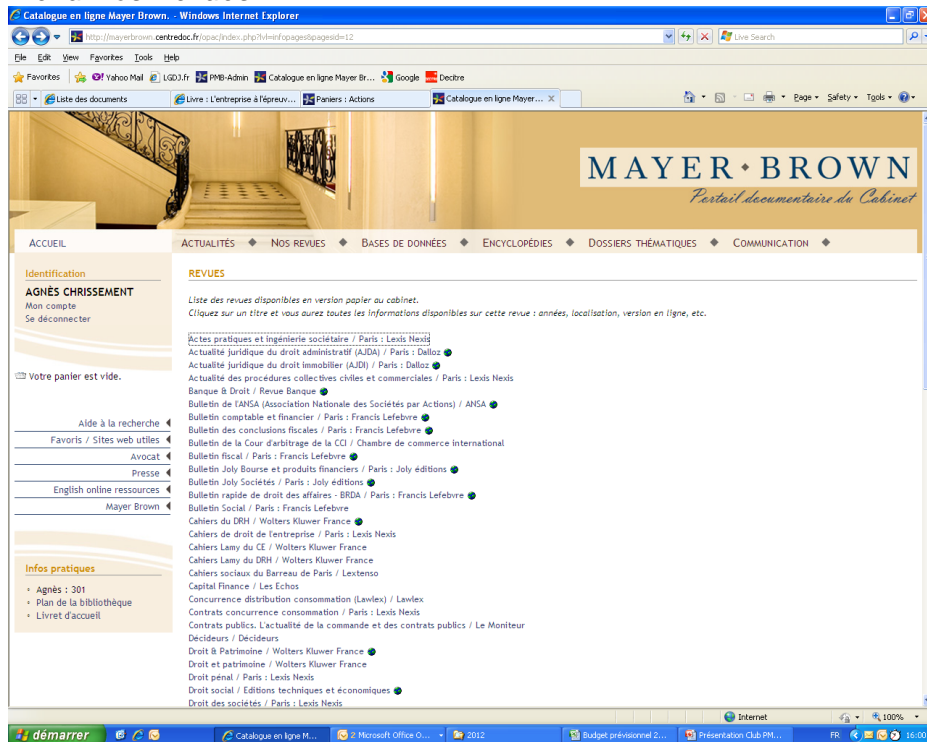 Catalogue en ligne Mayer Brown. - Windows Internet Explorer
http://mayerbrown.centredoc.fr/opac/index.php?lvl=infopages&pagesid=12
Live Search
File Edit View Favorites Tools Help
Favorites Yahoo Mail LGDJ.fr PMB-Admin Catalogue en ligne Mayer Br... Google Decitre
Liste des documents Livre : L'entreprise à l'épreuv... Paniers : Actions Catalogue en ligne Mayer... X Page Safety Tools
MAYER • BROWN
Portail documentaire du Cabinet
ACCUEIL ACTUALITÉS NOS REVUES BASES DE DONNÉES ENCYCLOPÉDIES DOSSIERS THÉMATIQUES COMMUNICATION
Identification
AGNÈS CHRISSEMENT
Mon compte
Se déconnecter
Votre panier est vide.
Aide à la recherche
Favoris / Sites web utiles
Avocat
Presse
English online ressources
Mayer Brown
Infos pratiques
Agnès : 301
Plan de la bibliothèque
Livret d'accueil
REVUES
Liste des revues disponibles en version papier au cabinet.
Cliquez sur un titre et vous aurez toutes les informations disponibles sur cette revue : années, localisation, version en ligne, etc.
Actes pratiques et ingénierie sociétaire / Paris : Lexis Nexis
Actualité juridique du droit administratif (AJDA) / Paris : Dalloz
Actualité juridique du droit immobilier (AJDI) / Paris : Dalloz
Actualité des procédures collectives civiles et commerciales / Paris : Lexis Nexis
Banque & Droit / Revue Banque
Bulletin de l'ANSA (Association Nationale des Sociétés par Actions) / ANSA
Bulletin comptable et financier / Paris : Francis Lefebvre
Bulletin des conclusions fiscales / Paris : Francis Lefebvre
Bulletin de la Cour d'arbitrage de la CCI / Chambre de commerce international
Bulletin fiscal / Paris : Francis Lefebvre
Bulletin Joly Bourse et produits financiers / Paris : Joly éditions
Bulletin Joly Sociétés / Paris : Joly éditions
Bulletin rapide de droit des affaires - BRDA / Paris : Francis Lefebvre
Bulletin Social / Paris : Francis Lefebvre
Cahiers du DRH / Wolters Kluwer France
Cahiers de droit de l'entreprise / Paris : Lexis Nexis
Cahiers Lamy du CE / Wolters Kluwer France
Cahiers Lamy du DRH / Wolters Kluwer France
Cahiers sociaux du Barreau de Paris / Lextenso
Capital Finance / Les Echos
Concurrence distribution consommation (Lawlex) / Lawlex
Contrats concurrence consommation / Paris : Lexis Nexis
Contrats publics. L'actualité de la commande et des contrats publics / Le Moniteur
Décideurs / Décideurs
Droit & Patrimoine / Wolters Kluwer France
Droit et patrimoine / Wolters Kluwer France
Droit pénal / Paris : Lexis Nexis
Droit social / Editions techniques et économiques
Droit des sociétés / Paris : Lexis Nexis
Internet 100%
démarrer Catalogue en ligne M... 2 Microsoft Office O... 2012 Budget prévisionnel 2... Présentation Club PM... FR 16:00